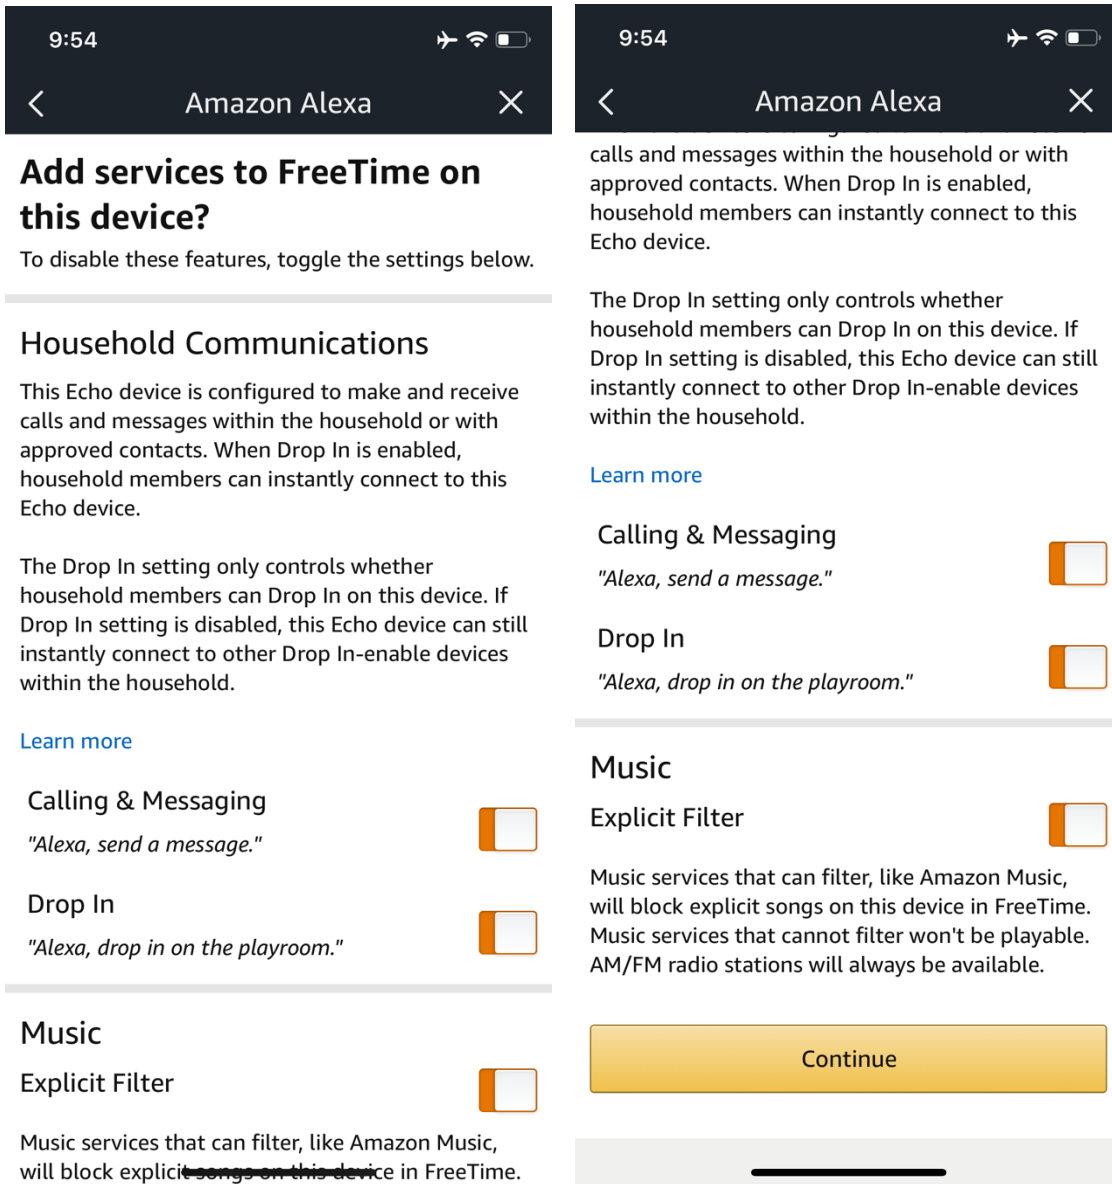 9:54
Amazon Alexa
Add services to FreeTime on
this device?
To disable these features, toggle the settings below.
Household Communications
This Echo device is configured to make and receive
calls and messages within the household or with
approved contacts. When Drop In is enabled,
household members can instantly connect to this
Echo device.
The Drop In setting only controls whether
household members can Drop In on this device. If
Drop In setting is disabled, this Echo device can still
instantly connect to other Drop In-enable devices
within the household.
Learn more
Calling & Messaging
"Alexa, send a message."
Drop In
"Alexa, drop in on the playroom."
Music
Explicit Filter
Music services that can filter, like Amazon Music,
will block explicit songs on this device in FreeTime.
9:54
Amazon Alexa
calls and messages within the household or with
approved contacts. When Drop In is enabled,
household members can instantly connect to this
Echo device.
The Drop In setting only controls whether
household members can Drop In on this device. If
Drop In setting is disabled, this Echo device can still
instantly connect to other Drop In-enable devices
within the household.
Learn more
Calling & Messaging
"Alexa, send a message."
Drop In
"Alexa, drop in on the playroom."
Music
Explicit Filter
Music services that can filter, like Amazon Music,
will block explicit songs on this device in FreeTime.
Music services that cannot filter won't be playable.
AM/FM radio stations will always be available.
Continue